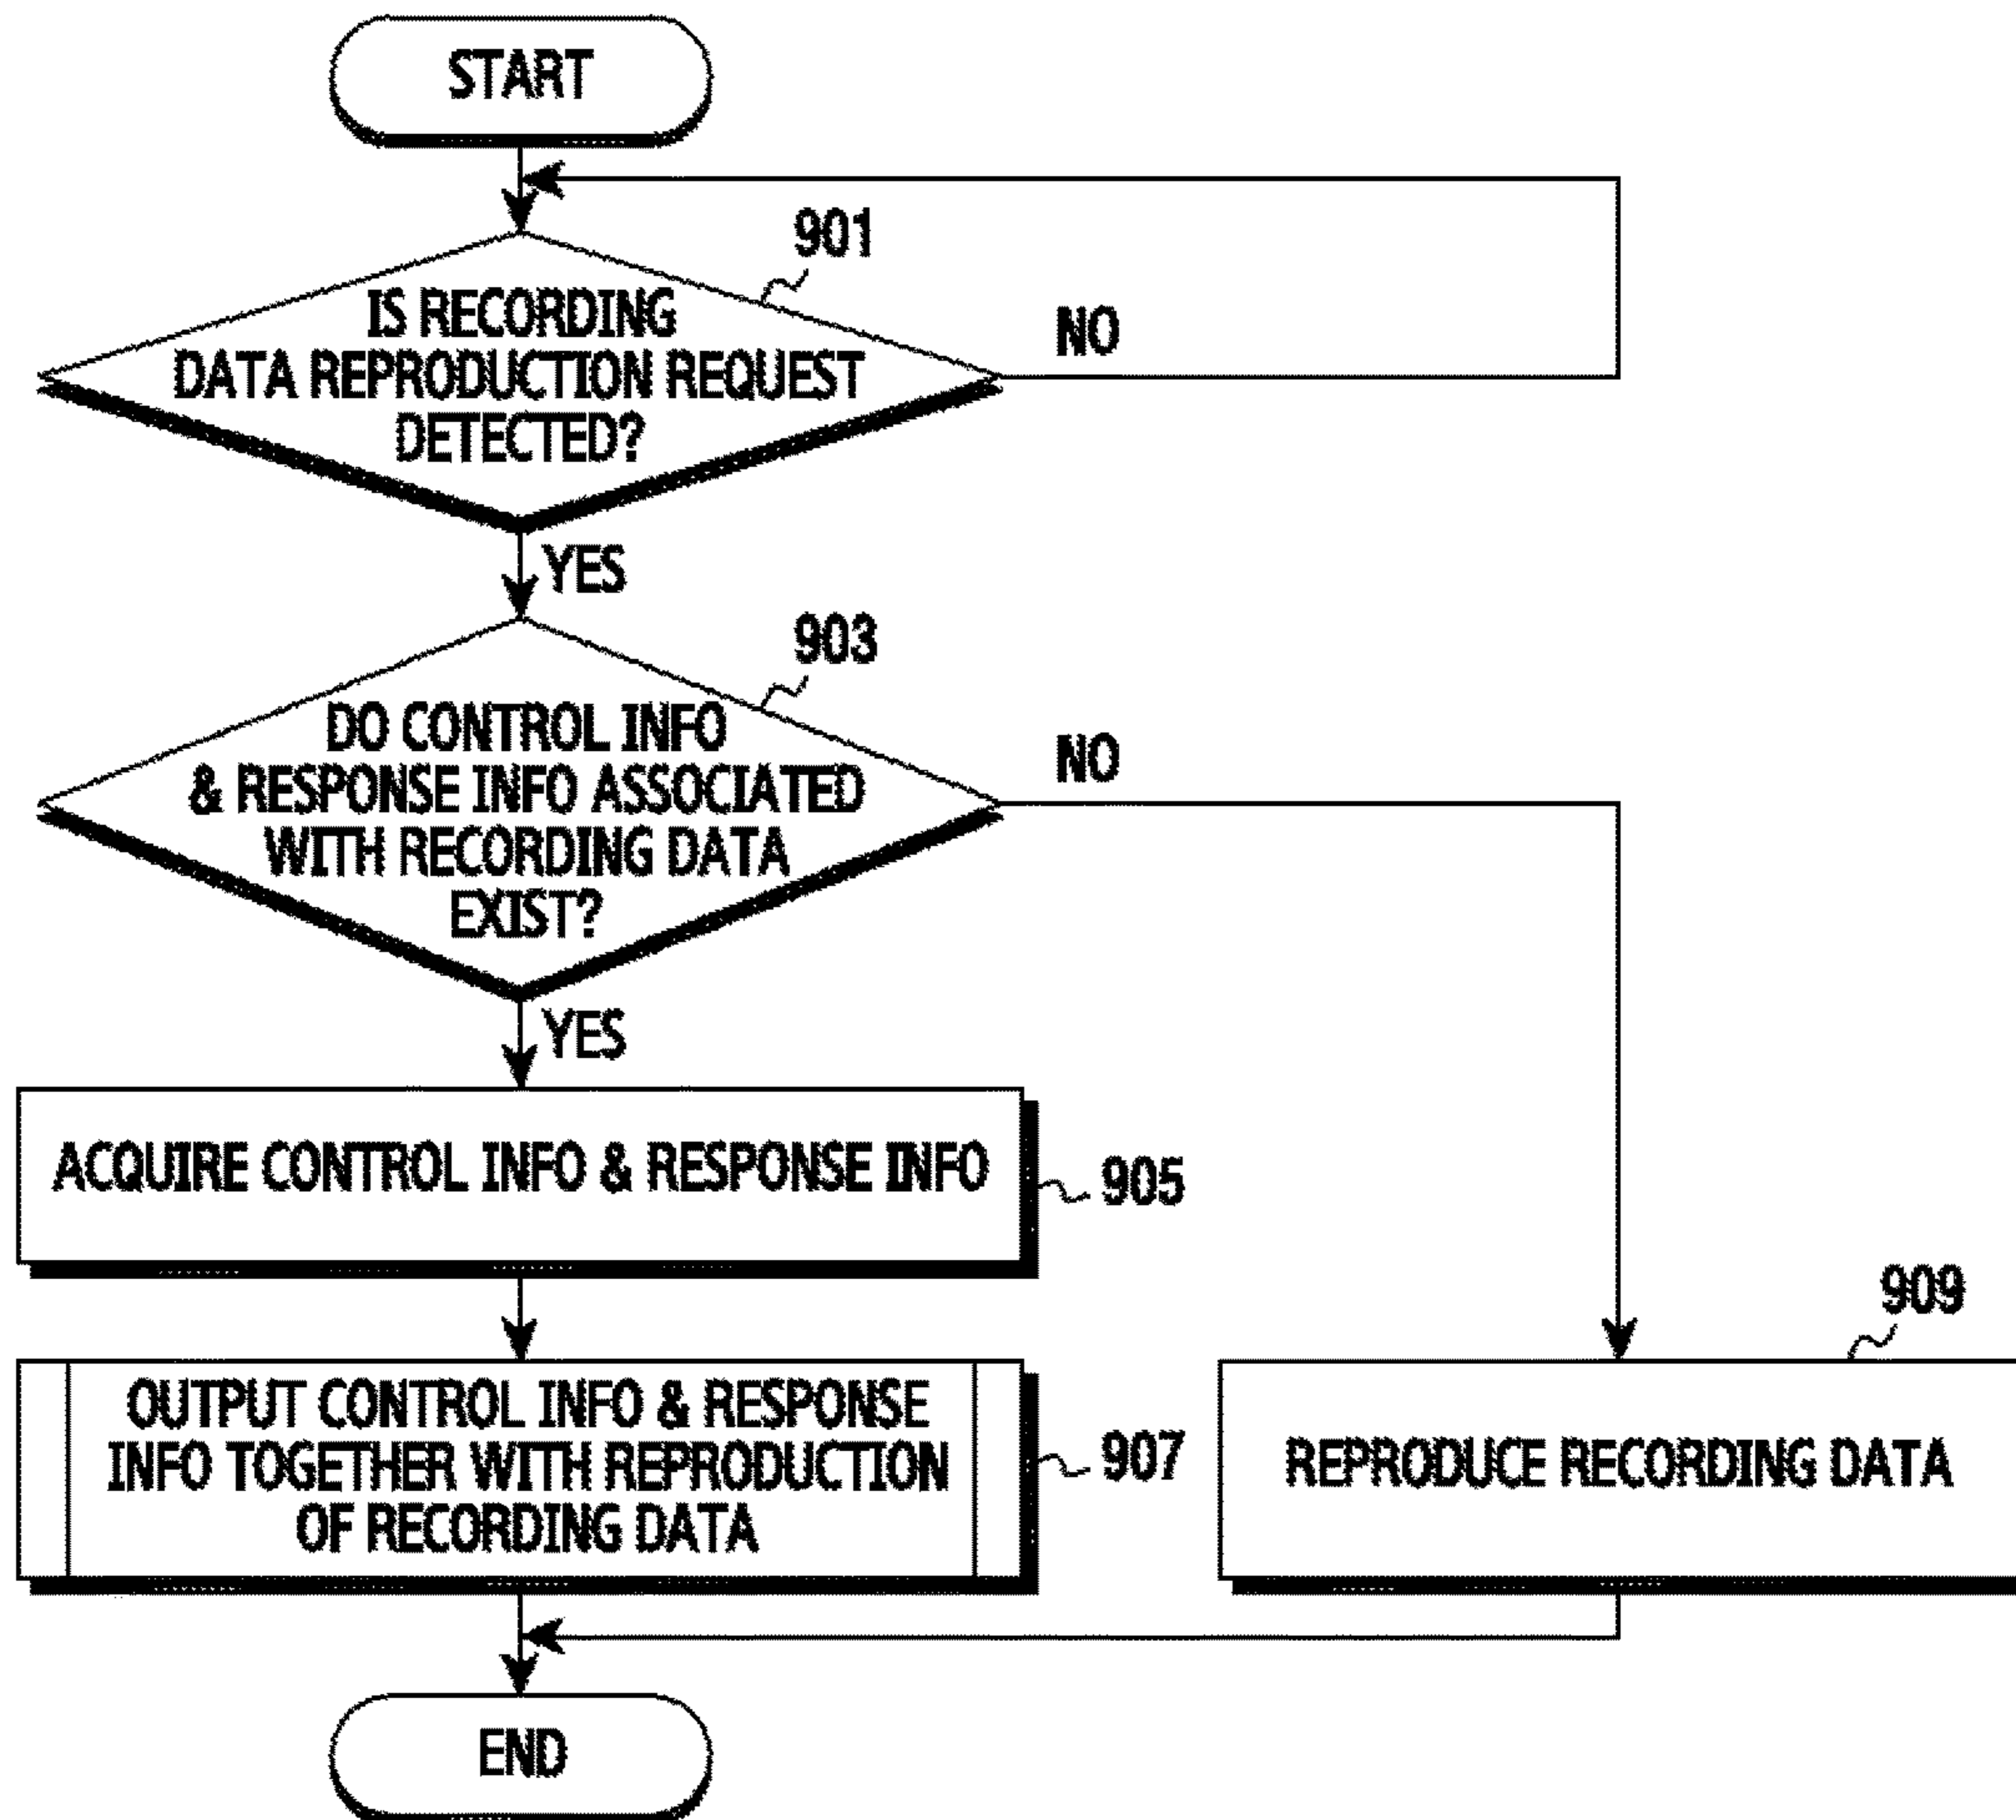 START
901
IS RECORDING
DATA REPRODUCTION REQUEST
DETECTED?
NO
YES
903
DO CONTROL INFO
& RESPONSE INFO ASSOCIATED
WITH RECORDING DATA
EXIST?
NO
YES
ACQUIRE CONTROL INFO & RESPONSE INFO
905
OUTPUT CONTROL INFO & RESPONSE
INFO TOGETHER WITH REPRODUCTION
OF RECORDING DATA
907
909
REPRODUCE RECORDING DATA
END